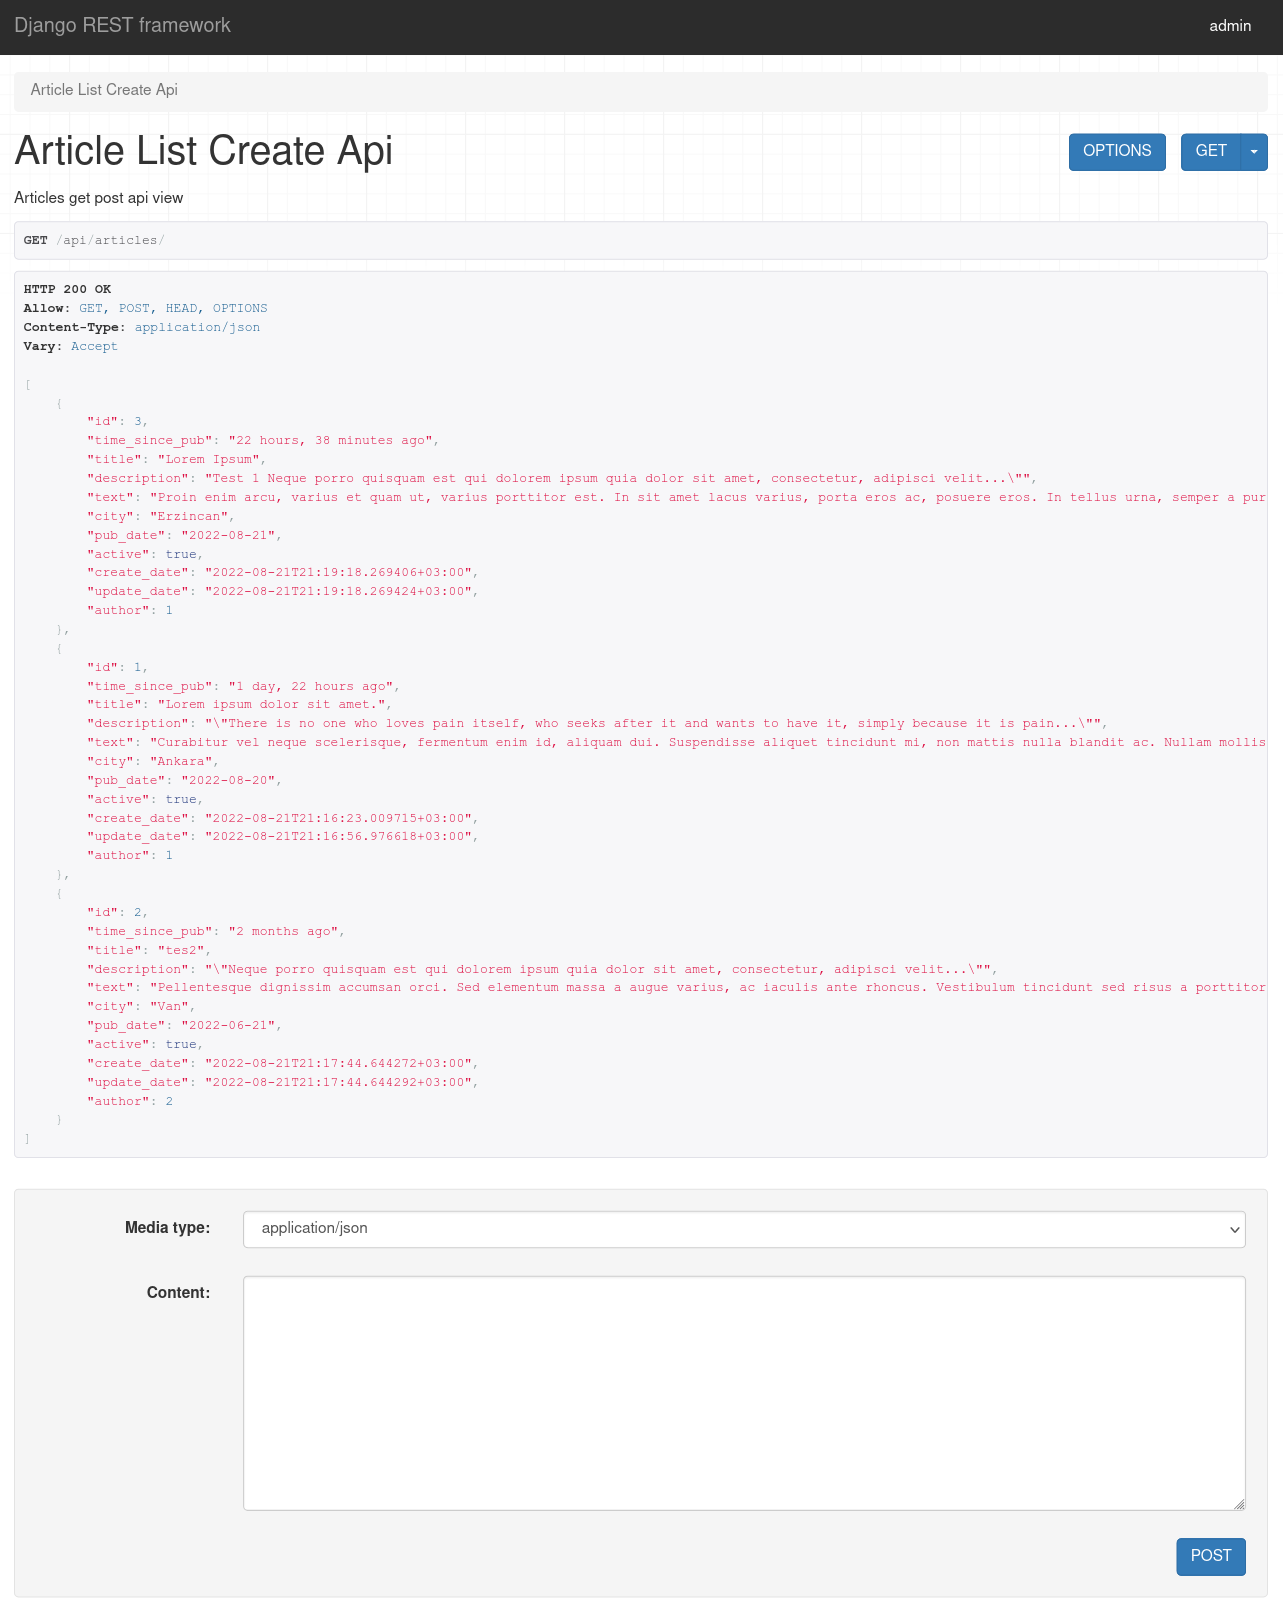 Django REST framework
admin
Article List Create Api
Article List Create Api
OPTIONS
GET
Articles get post api view
GET /api/articles/
HTTP 200 OK
Allow: GET, POST, HEAD, OPTIONS
Content-Type: application/json
Vary: Accept
[
    {
        "id": 3,
        "time_since_pub": "22 hours, 38 minutes ago",
        "title": "Lorem Ipsum",
        "description": "Test 1 Neque porro quisquam est qui dolorem ipsum quia dolor sit amet, consectetur, adipisci velit...\"",
        "text": "Proin enim arcu, varius et quam ut, varius porttitor est. In sit amet lacus varius, porta eros ac, posuere eros. In tellus urna, semper a pur
        "city": "Erzincan",
        "pub_date": "2022-08-21",
        "active": true,
        "create_date": "2022-08-21T21:19:18.269406+03:00",
        "update_date": "2022-08-21T21:19:18.269424+03:00",
        "author": 1
    },
    {
        "id": 1,
        "time_since_pub": "1 day, 22 hours ago",
        "title": "Lorem ipsum dolor sit amet.",
        "description": "\"There is no one who loves pain itself, who seeks after it and wants to have it, simply because it is pain...\"",
        "text": "Curabitur vel neque scelerisque, fermentum enim id, aliquam dui. Suspendisse aliquet tincidunt mi, non mattis nulla blandit ac. Nullam mollis
        "city": "Ankara",
        "pub_date": "2022-08-20",
        "active": true,
        "create_date": "2022-08-21T21:16:23.009715+03:00",
        "update_date": "2022-08-21T21:16:56.976618+03:00",
        "author": 1
    },
    {
        "id": 2,
        "time_since_pub": "2 months ago",
        "title": "tes2",
        "description": "\"Neque porro quisquam est qui dolorem ipsum quia dolor sit amet, consectetur, adipisci velit...\"",
        "text": "Pellentesque dignissim accumsan orci. Sed elementum massa a augue varius, ac iaculis ante rhoncus. Vestibulum tincidunt sed risus a porttitor
        "city": "Van",
        "pub_date": "2022-06-21",
        "active": true,
        "create_date": "2022-08-21T21:17:44.644272+03:00",
        "update_date": "2022-08-21T21:17:44.644292+03:00",
        "author": 2
    }
]
Media type:
application/json
Content:
POST